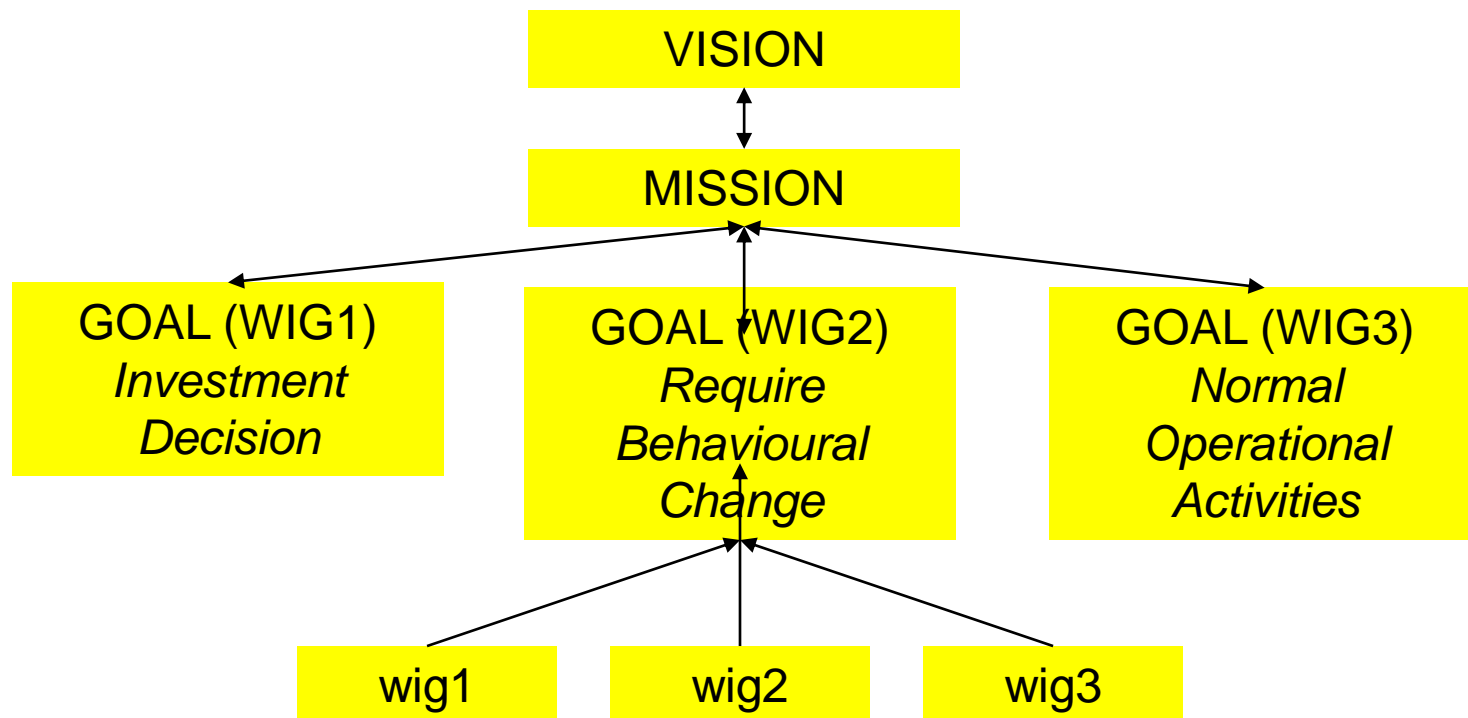 VISION
MISSION
GOAL (WIG1)
Investment
Decision
GOAL (WIG2)
Require
Behavioural
Change
GOAL (WIG3)
Normal
Operational
Activities
wig1
wig2
wig3